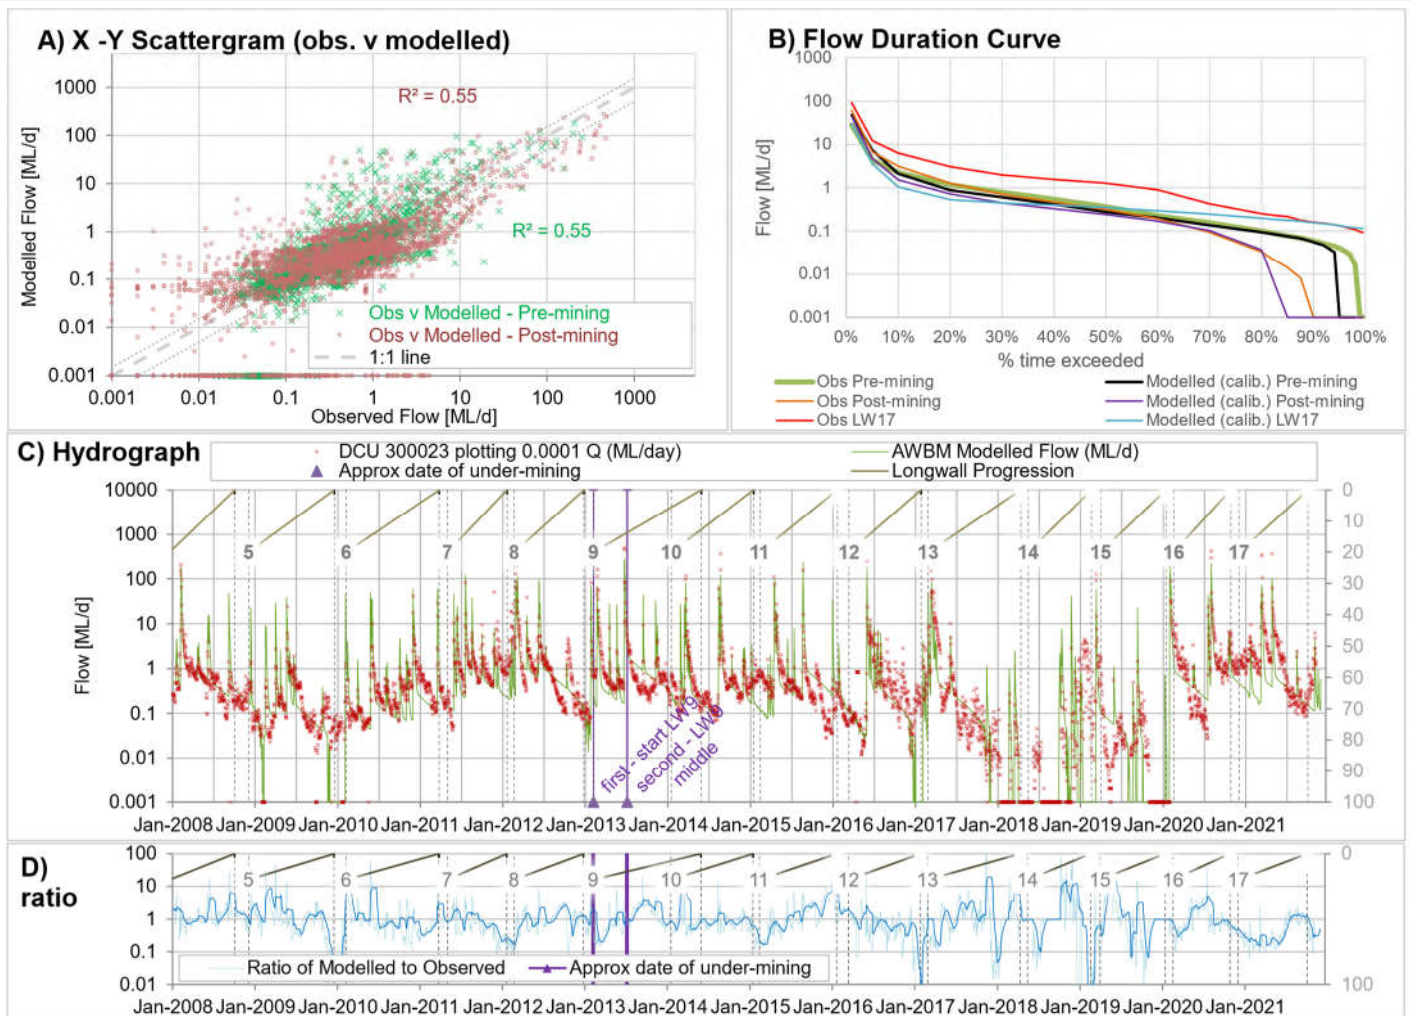 A) X -Y Scattergram (obs. v modelled)
1000
100
10
1
0.1
0.01
0.001
Modelled Flow [ML/d]
R² = 0.55
R² = 0.55
Obs v Modelled - Pre-mining
Obs v Modelled - Post-mining
1:1 line
0.001 0.01 0.1 1 10 100 1000
Observed Flow [ML/d]
B) Flow Duration Curve
1000
100
10
1
0.1
0.01
0.001
Flow [ML/d]
0% 10% 20% 30% 40% 50% 60% 70% 80% 90% 100%
% time exceeded
Obs Pre-mining
Modelled (calib.) Pre-mining
Obs Post-mining
Modelled (calib.) Post-mining
Obs LW17
Modelled (calib.) LW17
C) Hydrograph
DCU 300023 plotting 0.0001 Q (ML/day)
AWBM Modelled Flow (ML/d)
Approx date of under-mining
Longwall Progression
10000
1000
100
10
1
0.1
0.01
0.001
Flow [ML/d]
5 6 7 8 9 10 11 12 13 14 15 16 17
first - start LW9
second - LW9
middle
0
10
20
30
40
50
60
70
80
90
100
Jan-2008 Jan-2009 Jan-2010 Jan-2011 Jan-2012 Jan-2013 Jan-2014 Jan-2015 Jan-2016 Jan-2017 Jan-2018 Jan-2019 Jan-2020 Jan-2021
D)
ratio
100
10
1
0.1
0.01
5 6 7 8 9 10 11 12 13 14 15 16 17
0
100
Ratio of Modelled to Observed
Approx date of under-mining
Jan-2008 Jan-2009 Jan-2010 Jan-2011 Jan-2012 Jan-2013 Jan-2014 Jan-2015 Jan-2016 Jan-2017 Jan-2018 Jan-2019 Jan-2020 Jan-2021